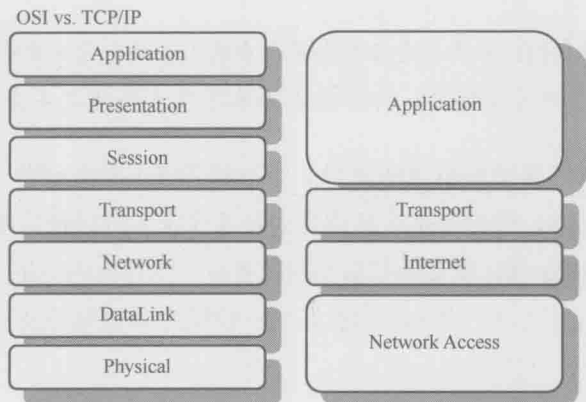 OSI vs. TCP/IP
Application
Presentation
Session
Transport
Network
DataLink
Physical
Application
Transport
Internet
Network Access